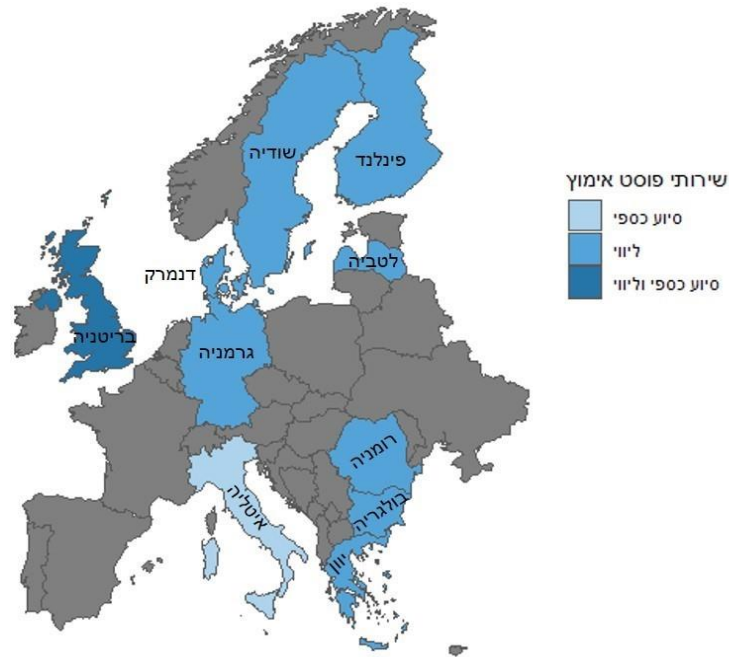 שודיה
פינלנד
שירותי פוסט אימוץ
סיוע כספי
ליווי
סיוע כספי וליווי
לטביה
דנמרק
בריטניה
גרמניה
רומניה
בולגריה
איטליה
יוון